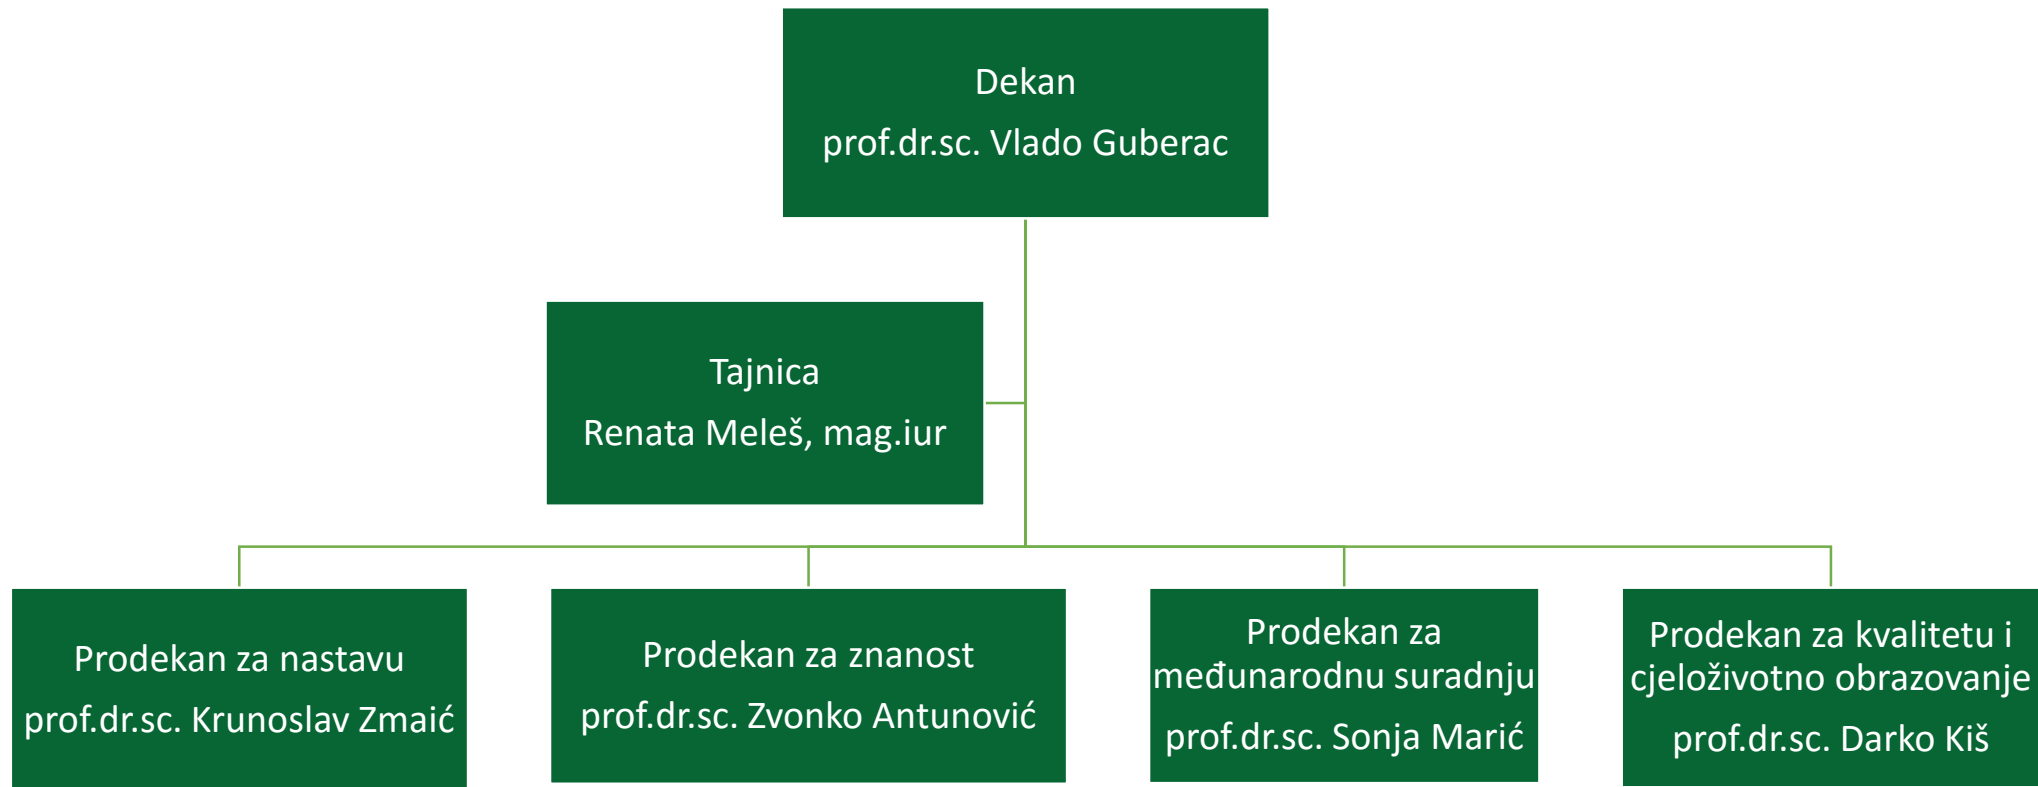 Dekan
prof.dr.sc. Vlado Guberac
Tajnica
Renata Meleš, mag.iur
Prodekan za nastavu
prof.dr.sc. Krunoslav Zmaić
Prodekan za znanost
prof.dr.sc. Zvonko Antunović
Prodekan za
međunarodnu suradnju
prof.dr.sc. Sonja Marić
Prodekan za kvalitetu i
cjeloživotno obrazovanje
prof.dr.sc. Darko Kiš